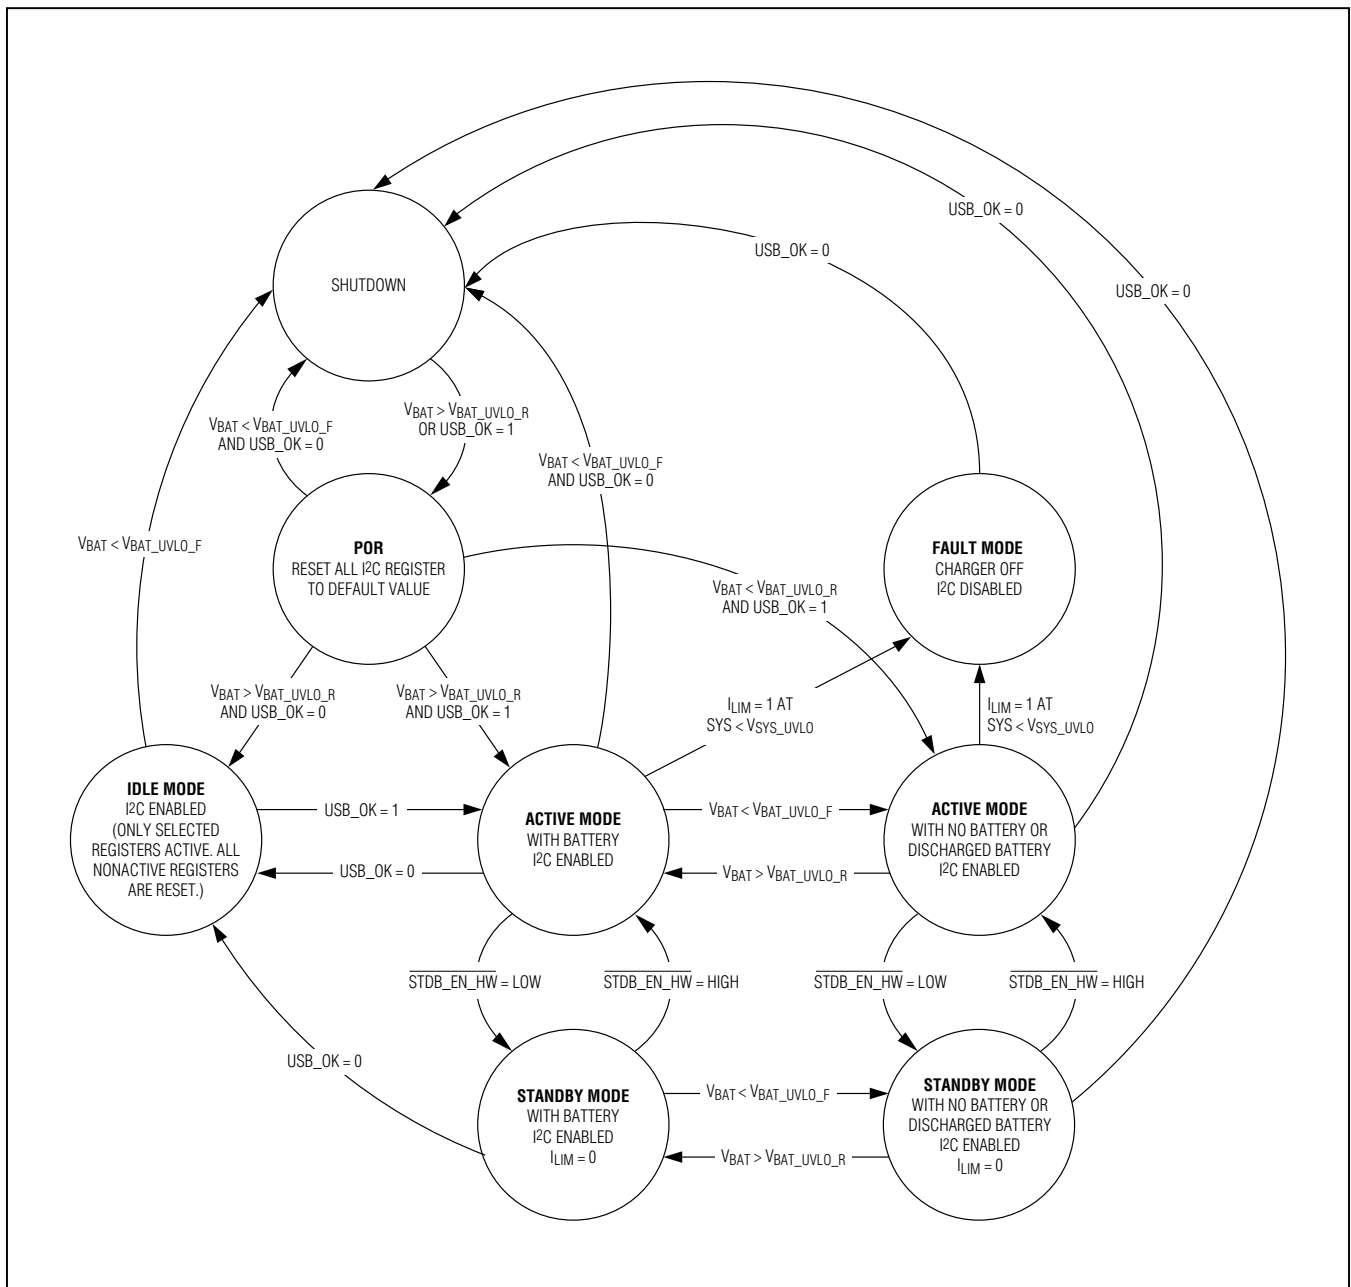 USB_OK = 0
USB_OK = 0
USB_OK = 0
SHUTDOWN
VBAT < VBAT_UVLO_F
AND USB_OK = 0
VBAT > VBAT_UVLO_R
OR USB_OK = 1
VBAT < VBAT_UVLO_F
AND USB_OK = 0
VBAT < VBAT_UVLO_F
POR
RESET ALL I2C REGISTER
TO DEFAULT VALUE
FAULT MODE
CHARGER OFF
I2C DISABLED
VBAT < VBAT_UVLO_R
AND USB_OK = 1
VBAT > VBAT_UVLO_R
AND USB_OK = 0
VBAT > VBAT_UVLO_R
AND USB_OK = 1
ILIM = 1 AT
SYS < VSYS_UVLO
ILIM = 1 AT
SYS < VSYS_UVLO
IDLE MODE
I2C ENABLED
(ONLY SELECTED
REGISTERS ACTIVE. ALL
NONACTIVE REGISTERS
ARE RESET.)
USB_OK = 1
USB_OK = 0
ACTIVE MODE
WITH BATTERY
I2C ENABLED
VBAT < VBAT_UVLO_F
VBAT > VBAT_UVLO_R
ACTIVE MODE
WITH NO BATTERY OR
DISCHARGED BATTERY
I2C ENABLED
STDB_EN_HW = LOW
STDB_EN_HW = HIGH
STDB_EN_HW = LOW
STDB_EN_HW = HIGH
USB_OK = 0
STANDBY MODE
WITH BATTERY
I2C ENABLED
ILIM = 0
VBAT < VBAT_UVLO_F
VBAT > VBAT_UVLO_R
STANDBY MODE
WITH NO BATTERY OR
DISCHARGED BATTERY
I2C ENABLED
ILIM = 0